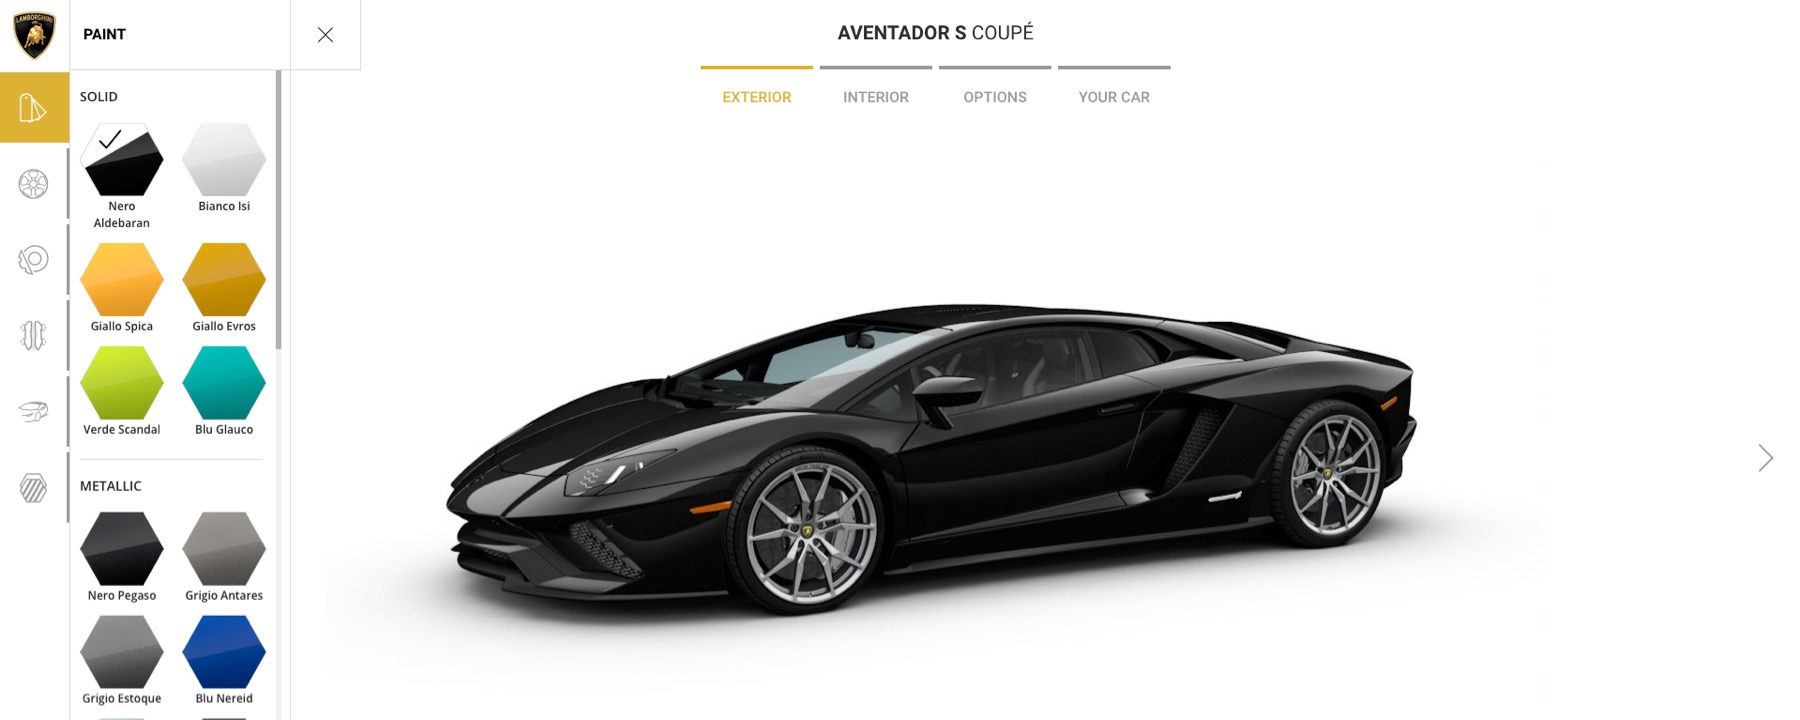 LAMBORGHINI
PAINT
AVENTADOR S COUPÉ
EXTERIOR
INTERIOR
OPTIONS
YOUR CAR
SOLID
Nero
Aldebaran
Bianco Isi
Giallo Spica
Giallo Evros
Verde Scandal
Blu Glauco
METALLIC
Nero Pegaso
Grigio Antares
Grigio Estoque
Blu Nereid